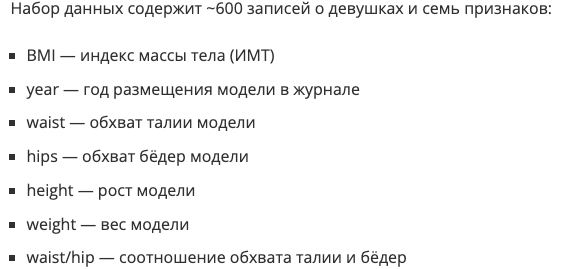 Набор данных содержит ~600 записей о девушках и семь признаков:
▪ BMI — индекс массы тела (ИМТ)
▪ year — год размещения модели в журнале
▪ waist — обхват талии модели
▪ hips — обхват бёдер модели
▪ height — рост модели
▪ weight — вес модели
▪ waist/hip — соотношение обхвата талии и бёдер